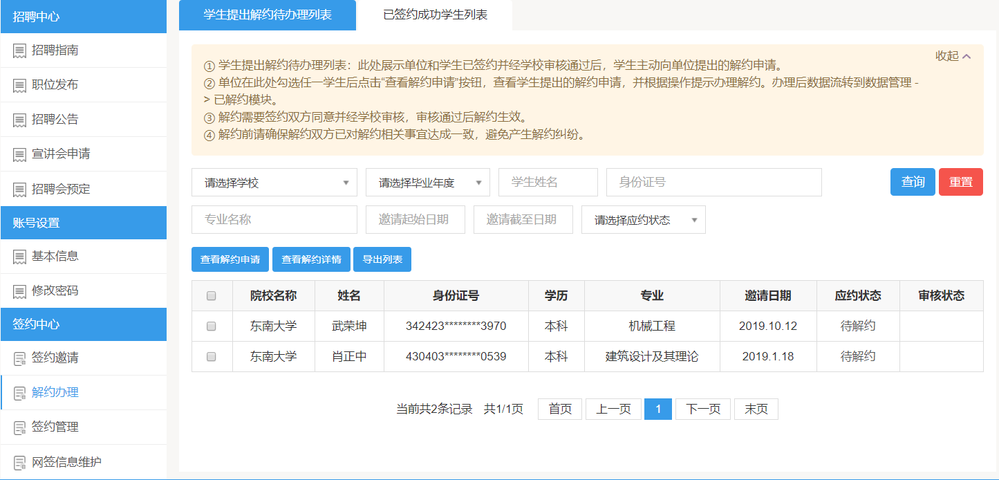 招聘中心
招聘指南
职位发布
招聘公告
宣讲会申请
招聘会预定
账号设置
基本信息
修改密码
签约中心
签约邀请
解约办理
签约管理
网签信息维护
学生提出解约待办理列表 已签约成功学生列表
收起
① 学生提出解约待办理列表：此处展示单位和学生已签约并经学校审核通过后，学生主动向单位提出的解约申请。
② 单位在此处勾选任一学生后点击“查看解约申请”按钮，查看学生提出的解约申请，并根据操作提示办理解约。办理后数据流转到数据管理 -
> 已解约模块。
③ 解约需要签约双方同意并经学校审核，审核通过后解约生效。
④ 解约前请确保解约双方已对解约相关事宜达成一致，避免产生解约纠纷。
请选择学校 请选择毕业年度 学生姓名 身份证号 查询 重置
专业名称 邀请起始日期 邀请截至日期 请选择应约状态
查看解约申请 查看解约详情 导出列表
院校名称 姓名 身份证号 学历 专业 邀请日期 应约状态 审核状态
东南大学 武荣坤 342423********3970 本科 机械工程 2019.10.12 待解约
东南大学 肖正中 430403********0539 本科 建筑设计及其理论 2019.1.18 待解约
当前共2条记录 共1/1页 首页 上一页 1 下一页 末页